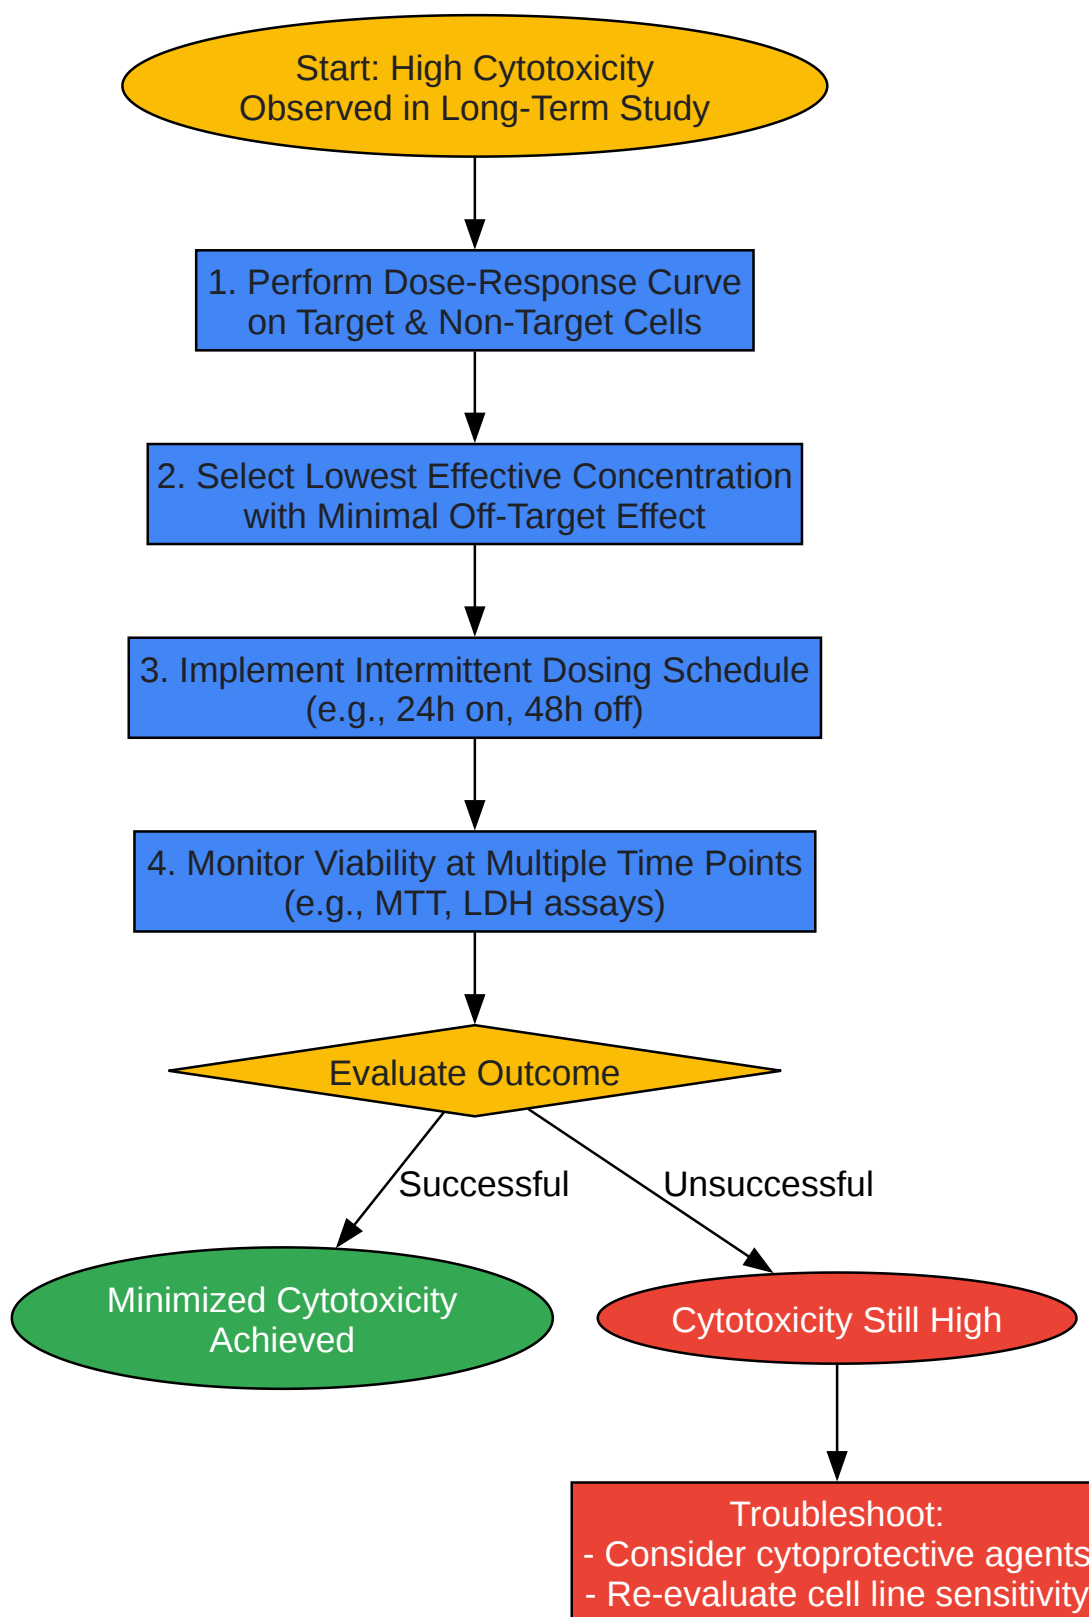 Start: High Cytotoxicity
Observed in Long-Term Study
1. Perform Dose-Response Curve
on Target & Non-Target Cells
2. Select Lowest Effective Concentration
with Minimal Off-Target Effect
3. Implement Intermittent Dosing Schedule
(e.g., 24h on, 48h off)
4. Monitor Viability at Multiple Time Points
(e.g., MTT, LDH assays)
Evaluate Outcome
Successful
Unsuccessful
Minimized Cytotoxicity
Achieved
Cytotoxicity Still High
Troubleshoot:
- Consider cytoprotective agents
- Re-evaluate cell line sensitivity